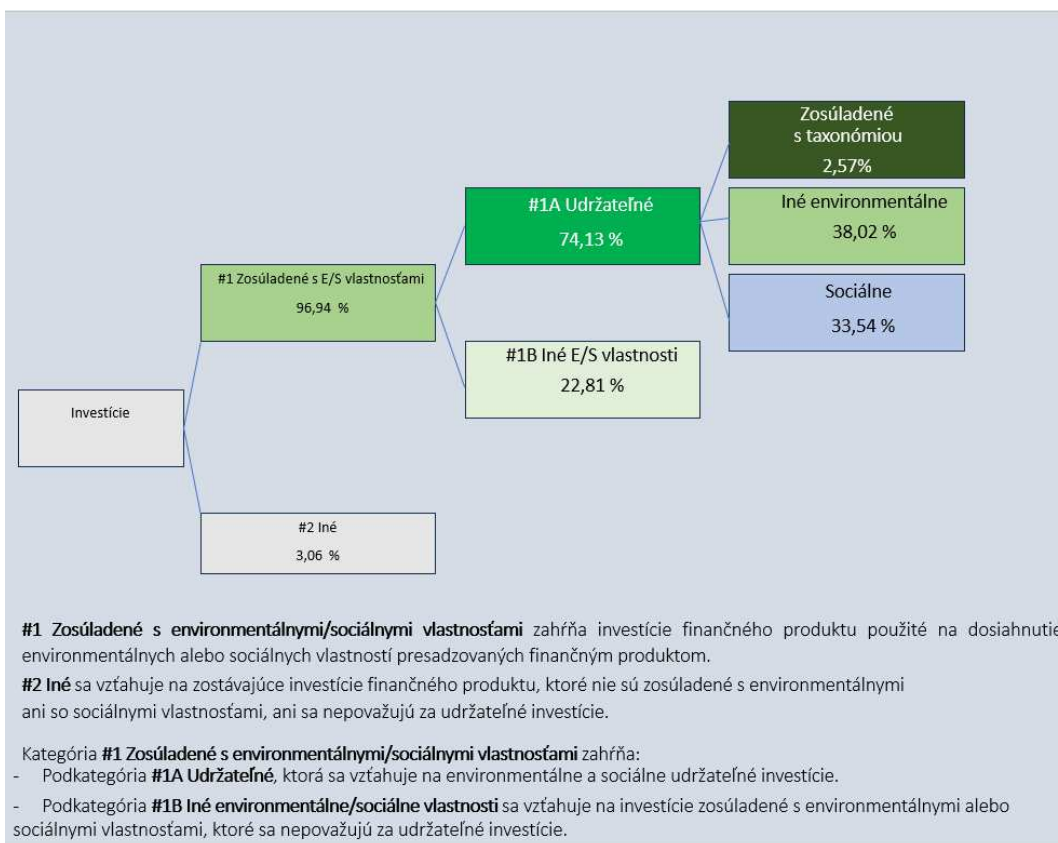 Zosúladené
s taxonómiou
2,57%
#1A Udržateľné
74,13 %
Iné environmentálne
38,02 %
#1 Zosúladené s E/S vlastnosťami
96,94 %
Sociálne
33,54 %
#1B Iné E/S vlastnosti
22,81 %
Investície
#2 Iné
3,06 %
#1 Zosúladené s environmentálnymi/sociálnymi vlastnosťami zahŕňa investície finančného produktu použité na dosiahnutie
environmentálnych alebo sociálnych vlastností presadzovaných finančným produktom.
#2 Iné sa vzťahuje na zostávajúce investície finančného produktu, ktoré nie sú zosúladené s environmentálnymi
ani so sociálnymi vlastnosťami, ani sa nepovažujú za udržateľné investície.
Kategória #1 Zosúladené s environmentálnymi/sociálnymi vlastnosťami zahŕňa:
- Podkategória #1A Udržateľné, ktorá sa vzťahuje na environmentálne a sociálne udržateľné investície.
- Podkategória #1B Iné environmentálne/sociálne vlastnosti sa vzťahuje na investície zosúladené s environmentálnymi alebo
sociálnymi vlastnosťami, ktoré sa nepovažujú za udržateľné investície.